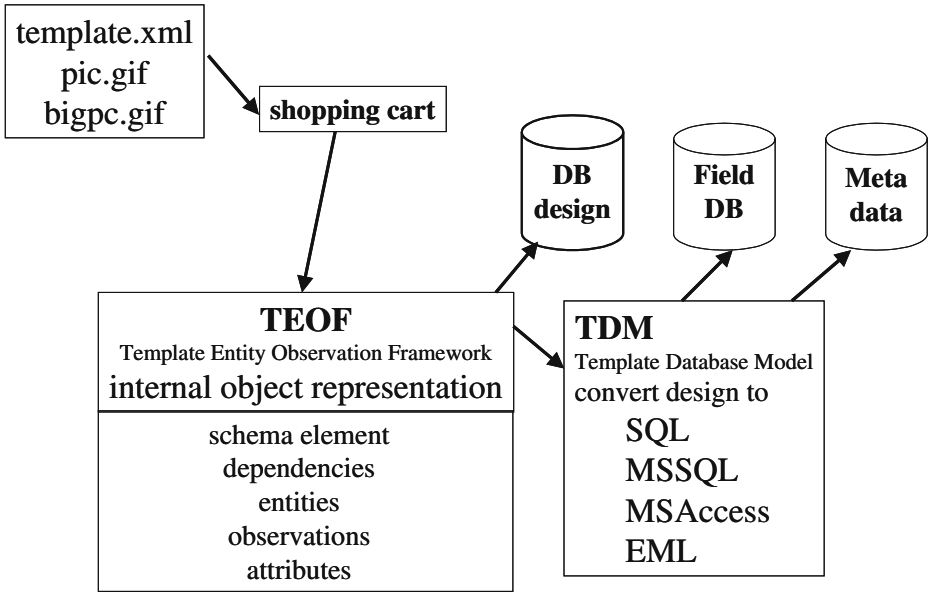 template.xml
pic.gif
bigpc.gif
shopping cart
DB
design
Field
DB
Meta
data
TEOF
Template Entity Observation Framework
internal object representation
schema element
dependencies
entities
observations
attributes
TDM
Template Database Model
convert design to
SQL
MSSQL
MSAccess
EML